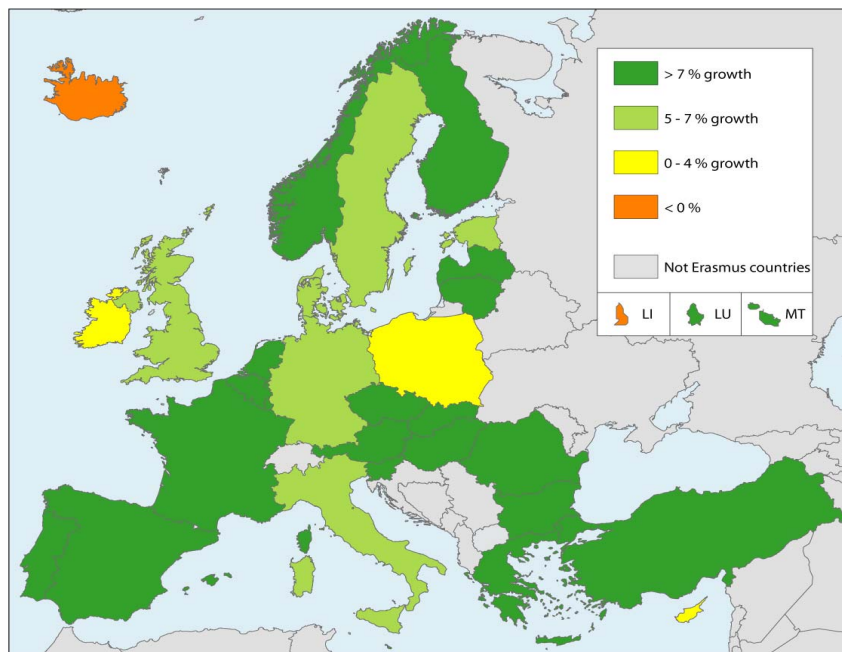 > 7 % growth
5 - 7 % growth
0 - 4 % growth
< 0 %
Not Erasmus countries
LI LU MT